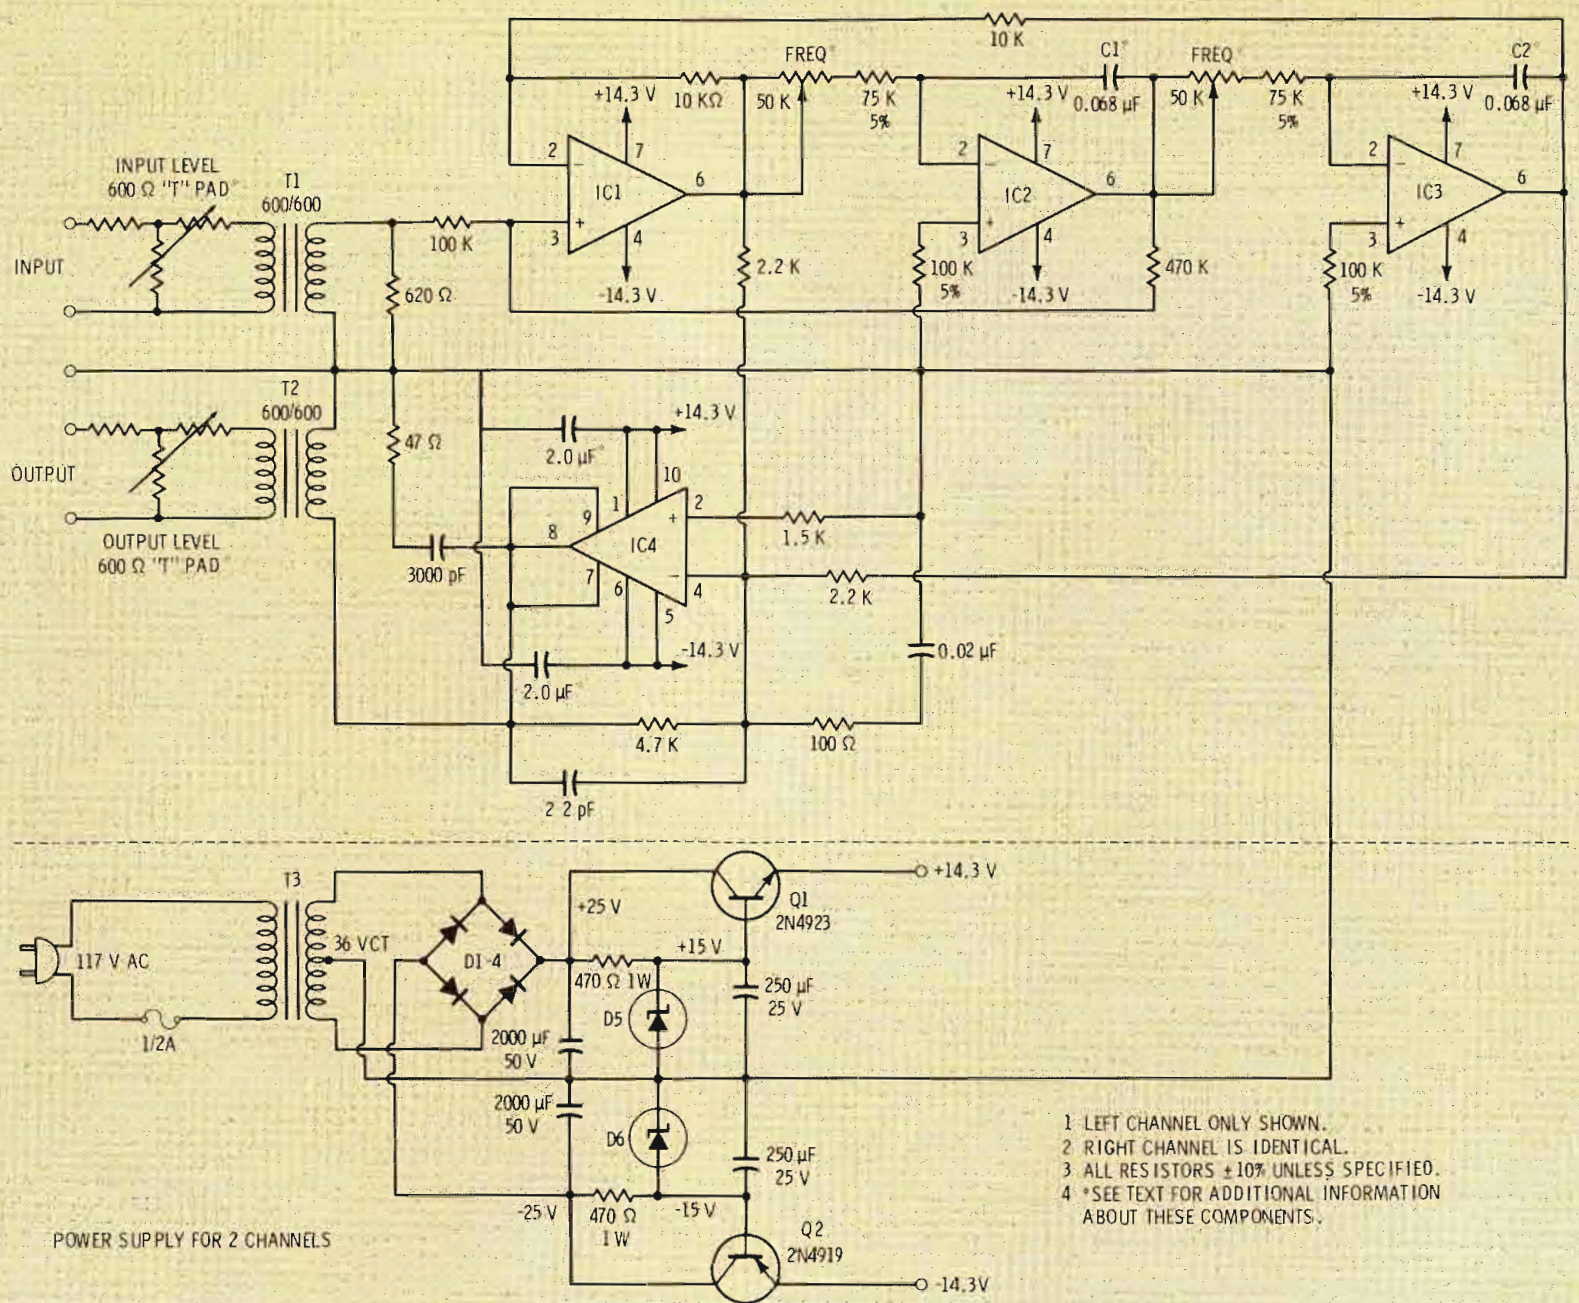 10 K
FREQ*
C1*
FREQ*
C2*
+14.3 V
10 KΩ
50 K
75 K
5%
+14.3 V
0.068 µF
50 K
75 K
5%
+14.3 V
0.068 µF
INPUT LEVEL
600 Ω "T" PAD*
T1
600/600
2
7
IC1
6
3
4
2
7
IC2
6
3
4
2
7
IC3
6
3
4
100 K
INPUT
620 Ω
-14.3 V
2.2 K
100 K
5%
-14.3 V
470 K
100 K
5%
-14.3 V
T2
600/600
OUTPUT
OUTPUT LEVEL
600 Ω "T" PAD*
47 Ω
+14.3 V
2.0 µF*
10
1
2
9
8
IC4
7
6
4
5
1.5 K
3000 pF
2.2 K
-14.3 V
2.0 µF*
0.02 µF
4.7 K
100 Ω
2 2 pF
T3
36 VCT
117 V AC
1/2A
D1-4
+25 V
Q1
2N4923
+14.3 V
+15 V
470 Ω 1W
250 µF
25 V
D5
2000 µF
50 V
2000 µF
50 V
D6
250 µF
25 V
-25 V
470 Ω
1 W
-15 V
Q2
2N4919
-14.3V
POWER SUPPLY FOR 2 CHANNELS
1 LEFT CHANNEL ONLY SHOWN.
2 RIGHT CHANNEL IS IDENTICAL.
3 ALL RESISTORS ±10% UNLESS SPECIFIED.
4 *SEE TEXT FOR ADDITIONAL INFORMATION
ABOUT THESE COMPONENTS.